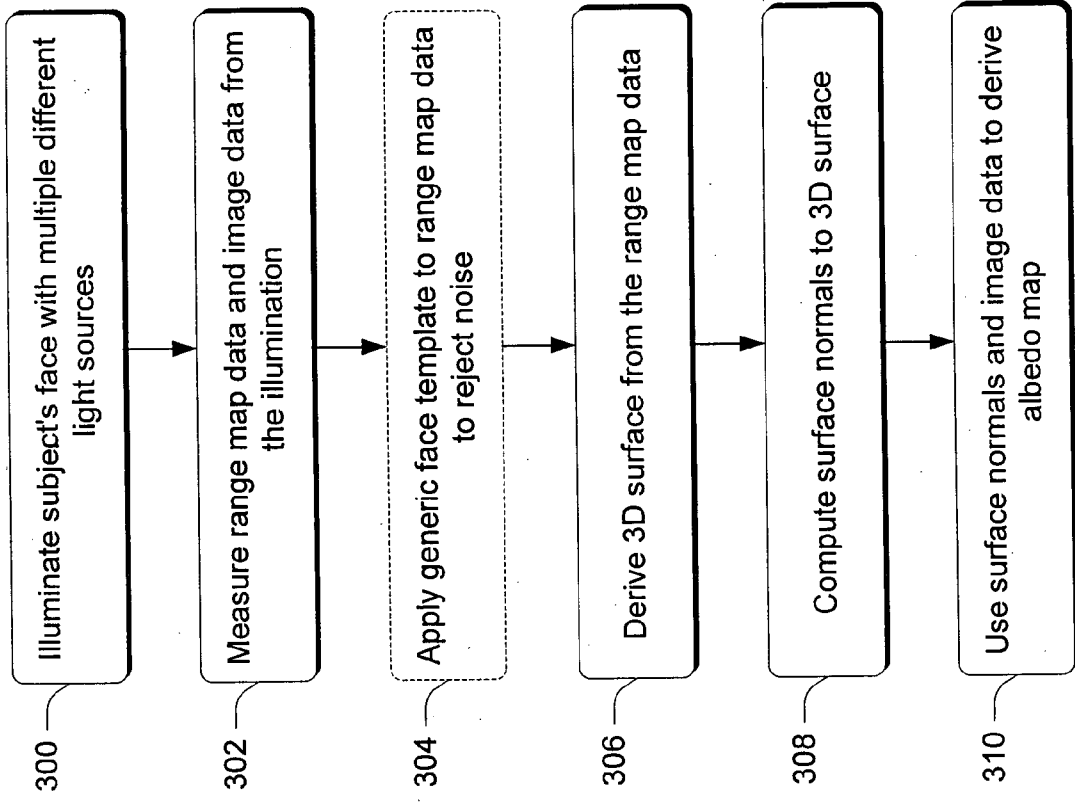 300
Illuminate subject's face with multiple different
light sources
302
Measure range map data and image data from
the illumination
304
Apply generic face template to range map data
to reject noise
306
Derive 3D surface from the range map data
308
Compute surface normals to 3D surface
310
Use surface normals and image data to derive
albedo map